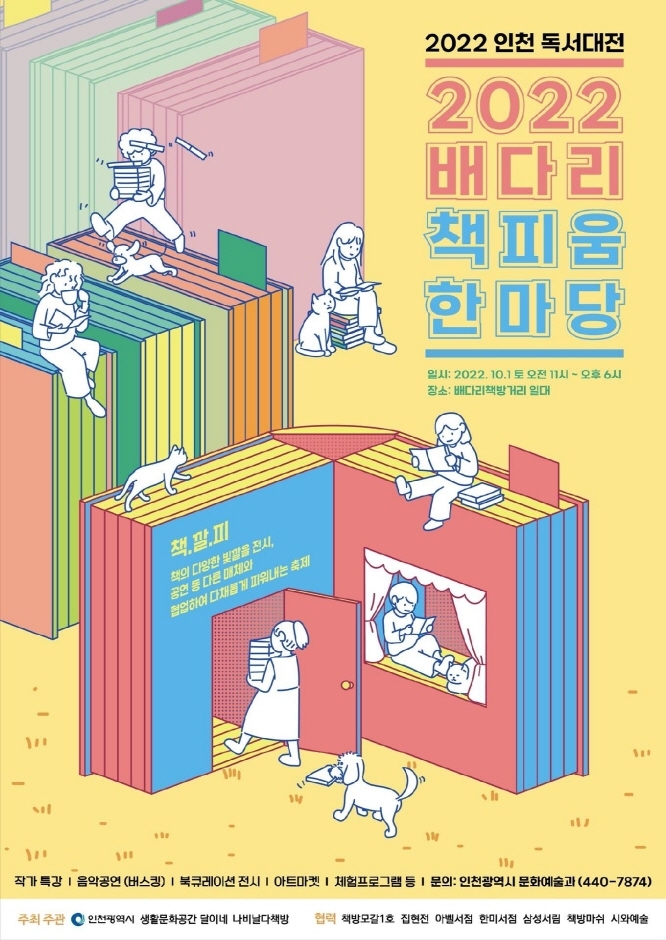 2022 인천 독서대전
2022
배다리
책피움
한마당
일시: 2022. 10.1 토 오전 11시 ~ 오후 6시
장소: 배다리책방거리 일대
책.깔.피
책의 다양한 빛깔을 전시,
공연 등 다른 매체와
협업하여 다채롭게 피워내는 축제
작가 특강 ㅣ 음악공연 (버스킹) ㅣ 북큐레이션 전시 ㅣ 아트마켓 ㅣ 체험프로그램 등 ㅣ 문의: 인천광역시 문화예술과 (440-7874)
주최 주관 인천광역시 생활문화공간 달이네 나비날다책방 협력 책방모갈1호 집현전 아벨서점 한미서점 삼성서림 책방마쉬 시와예술